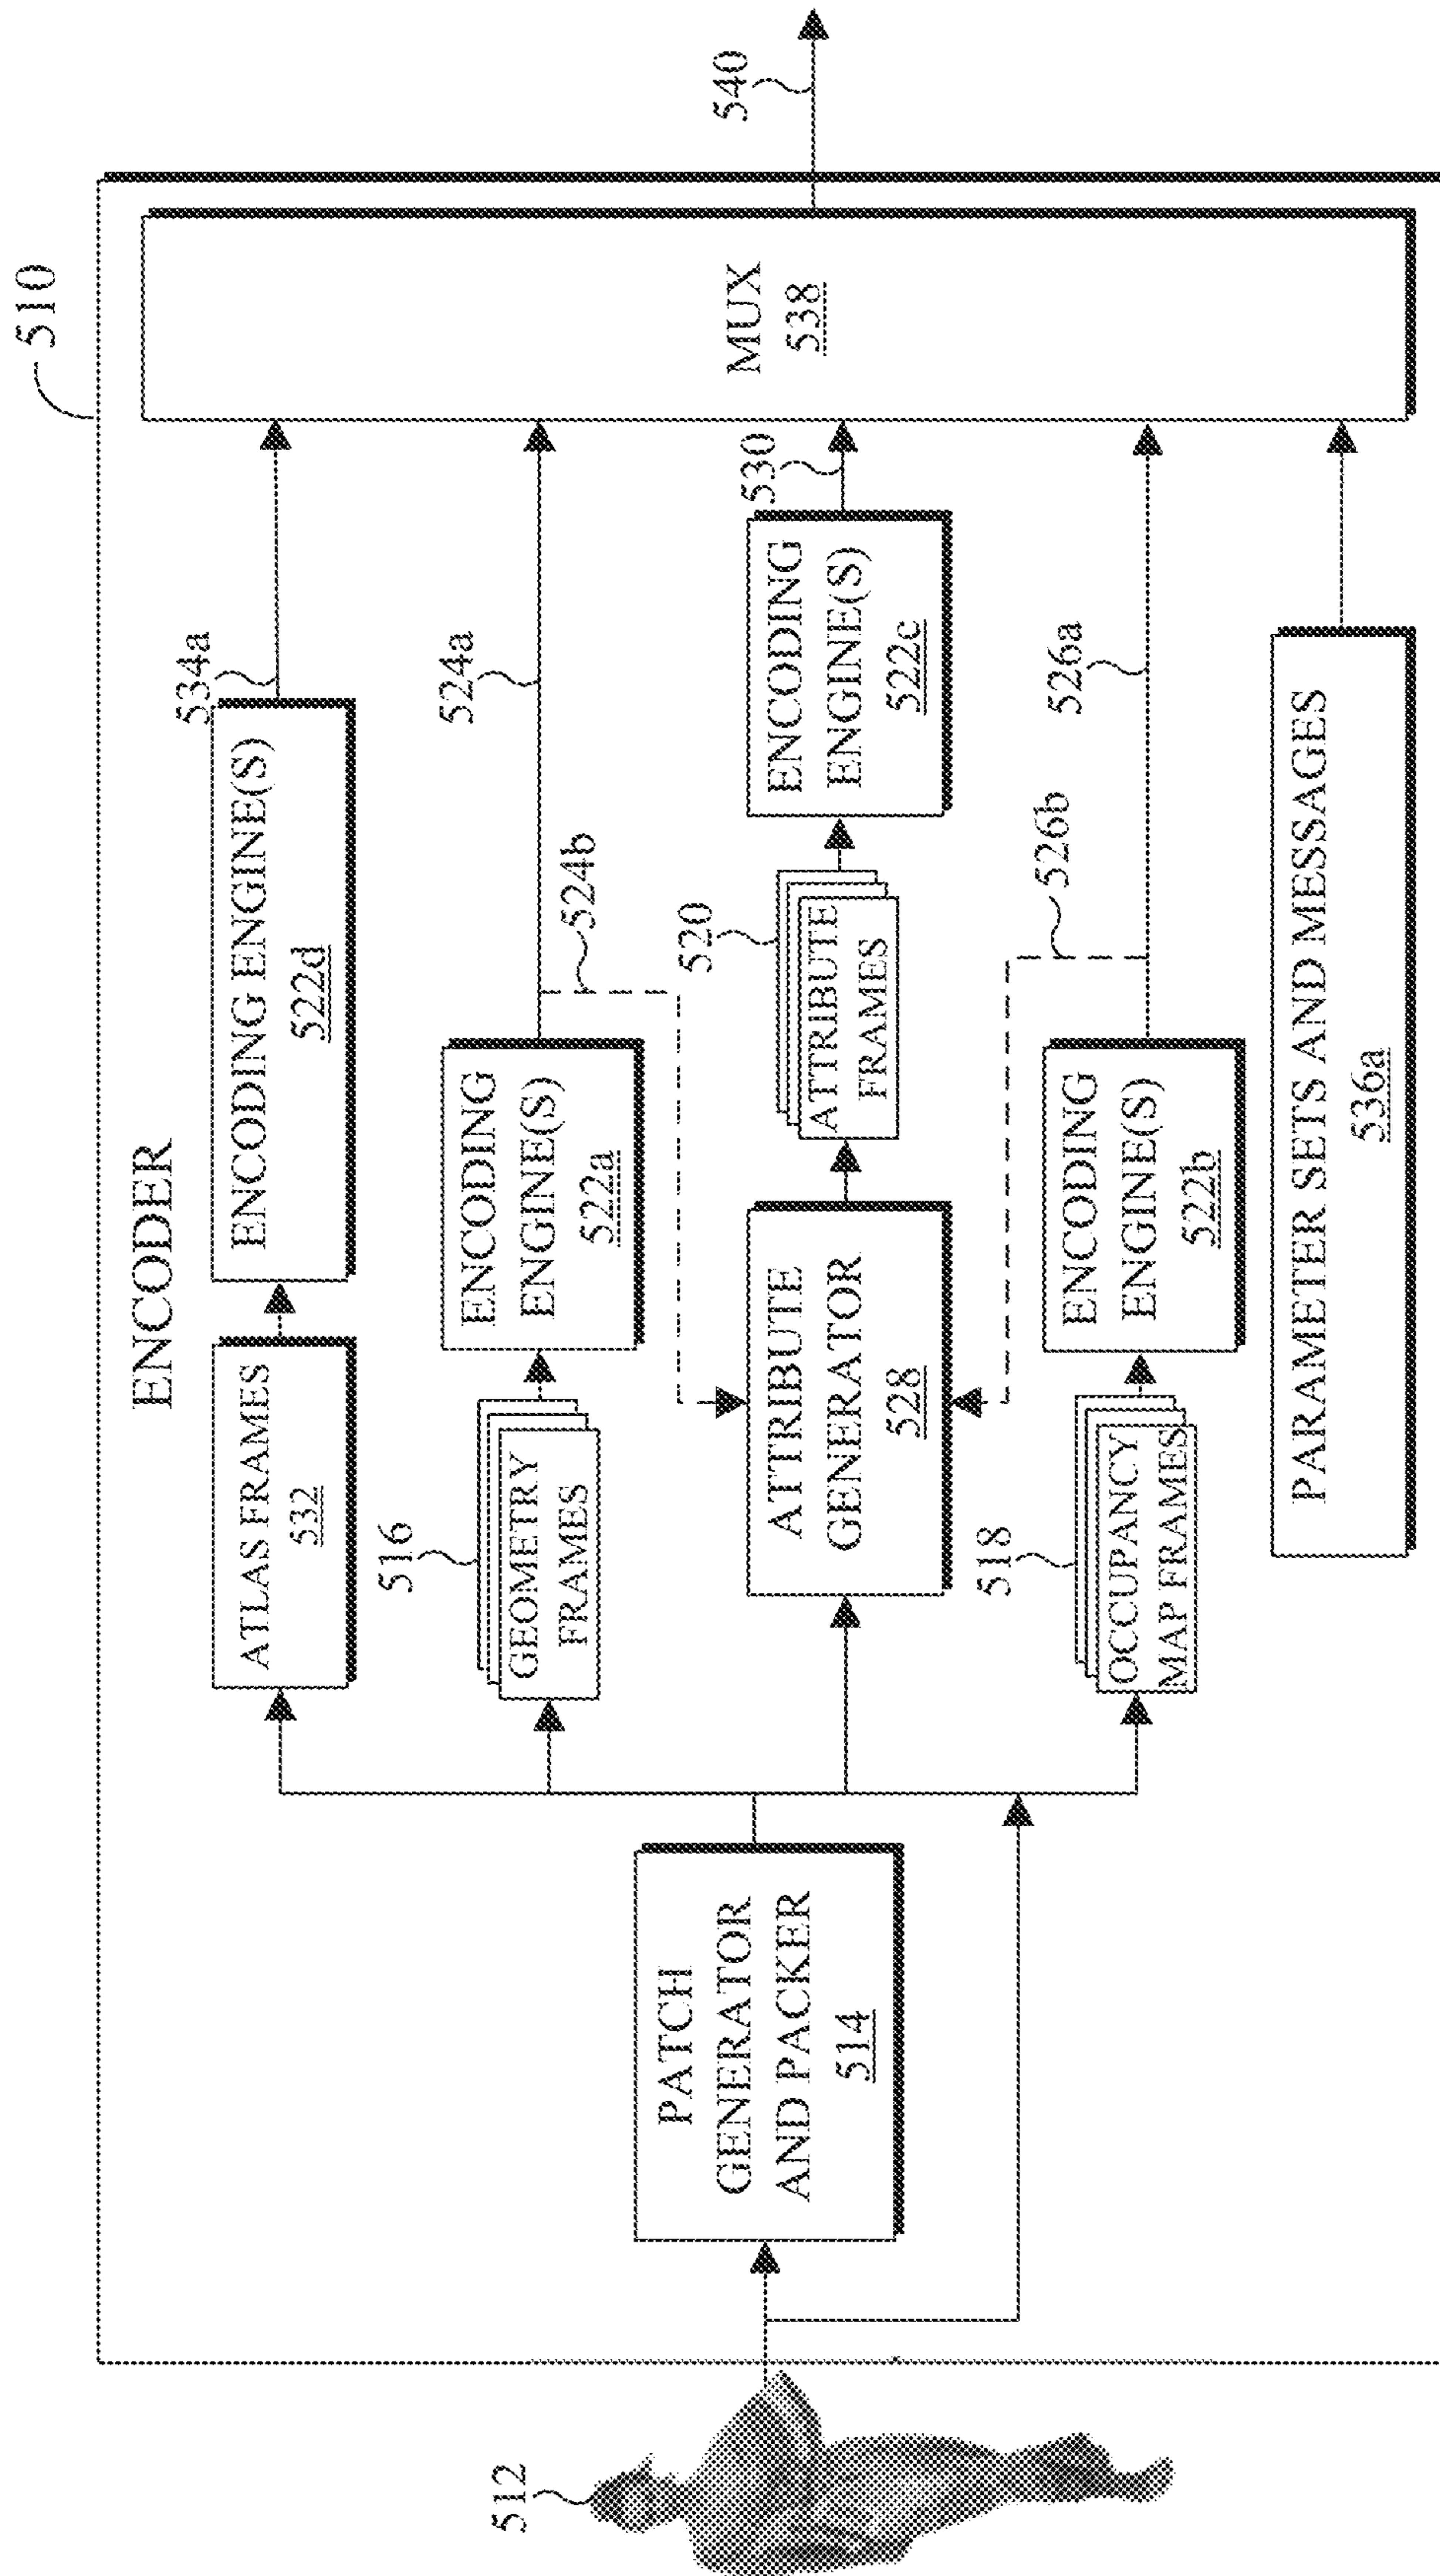 510
ENCODER
512
PATCH
GENERATOR
AND PACKER
514
ATLAS FRAMES
532
ENCODING ENGINE(S)
522d
534a
516
GEOMETRY
FRAMES
ENCODING
ENGINE(S)
522a
524a
524b
ATTRIBUTE
GENERATOR
528
520
ATTRIBUTE
FRAMES
ENCODING
ENGINE(S)
522c
530
518
OCCUPANCY
MAP FRAMES
ENCODING
ENGINE(S)
522b
526b
526a
PARAMETER SETS AND MESSAGES
536a
MUX
538
540